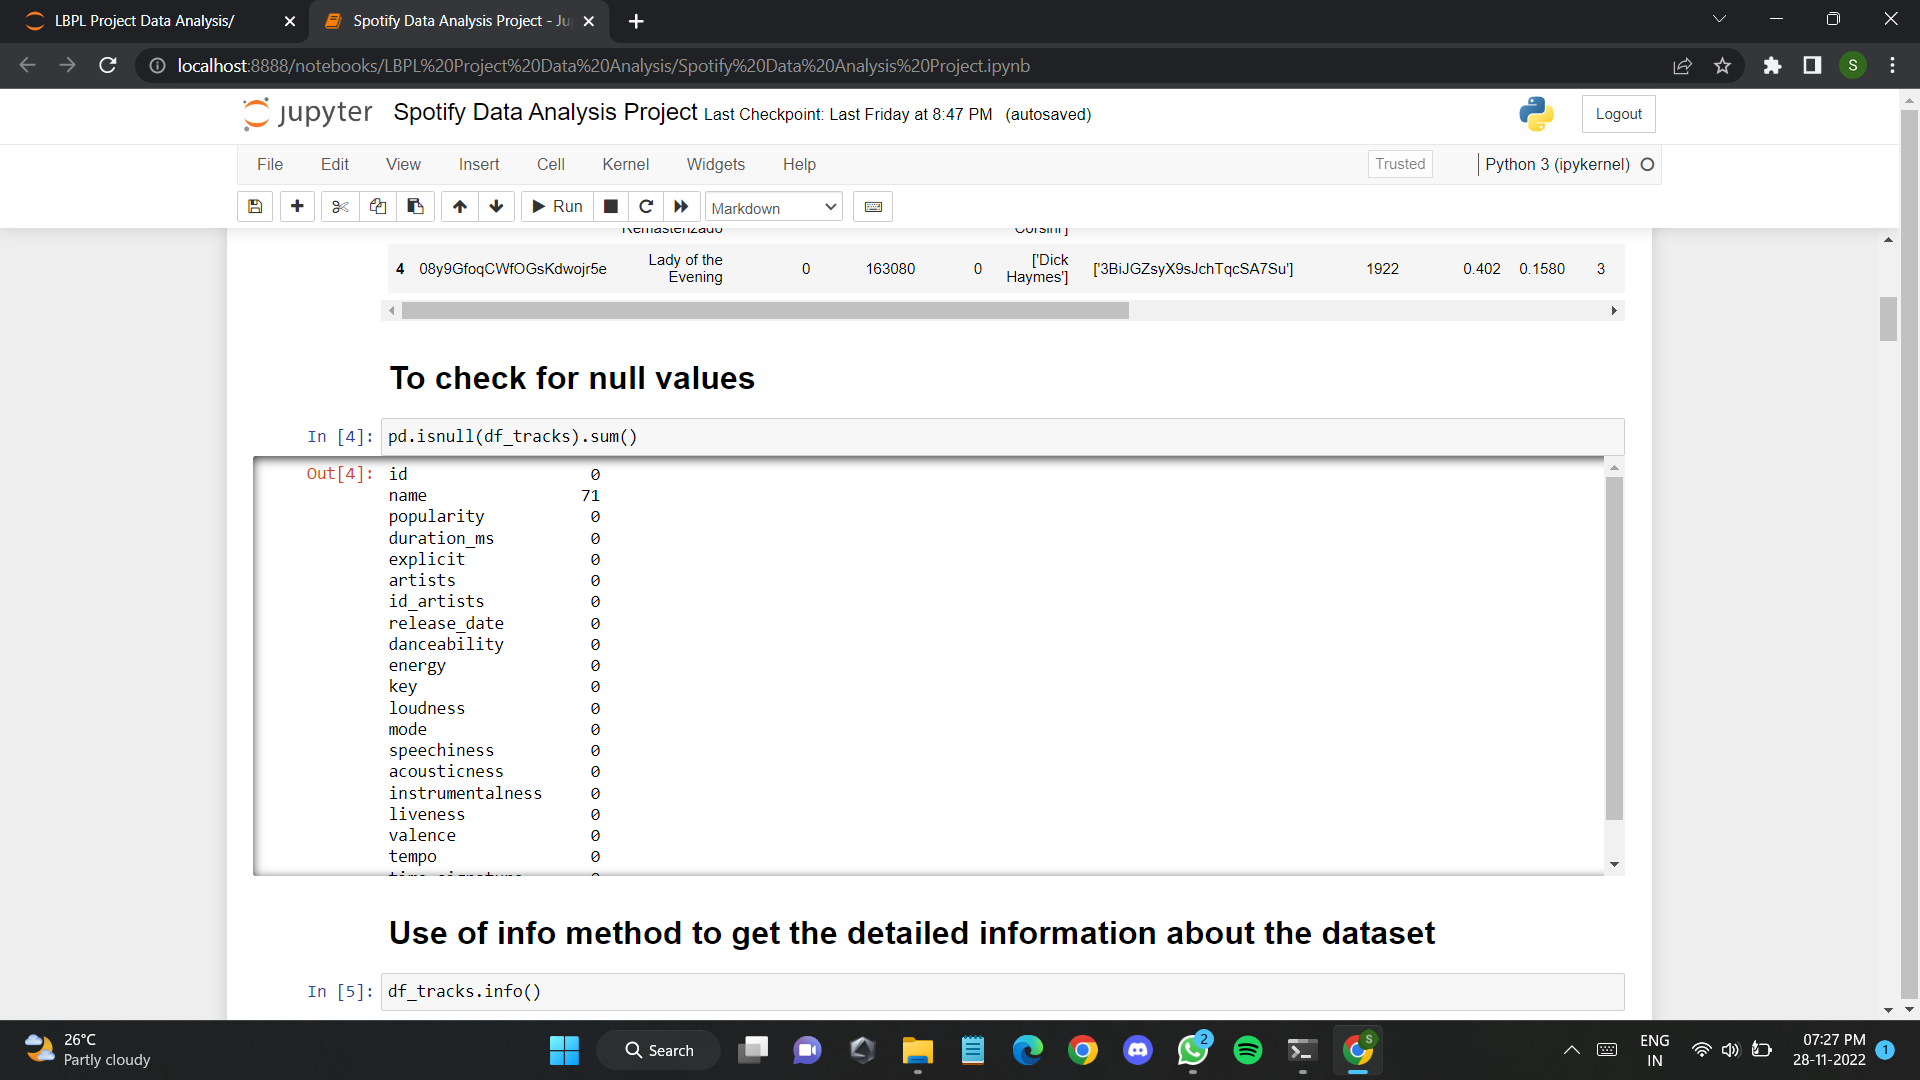 LBPL Project Data Analysis/
Spotify Data Analysis Project - Ju
localhost:8888/notebooks/LBPL%20Project%20Data%20Analysis/Spotify%20Data%20Analysis%20Project.ipynb
S
jupyter Spotify Data Analysis Project Last Checkpoint: Last Friday at 8:47 PM (autosaved)
Logout
File Edit View Insert Cell Kernel Widgets Help
Trusted
Python 3 (ipykernel)
Run
Markdown
Remasterizado Corsini']
4 08y9GfoqCWfOGsKdwojr5e Lady of the Evening 0 163080 0 ['Dick Haymes'] ['3BiJGZsyX9sJchTqcSA7Su'] 1922 0.402 0.1580 3
To check for null values
In [4]: pd.isnull(df_tracks).sum()
Out[4]: id 0
name 71
popularity 0
duration_ms 0
explicit 0
artists 0
id_artists 0
release_date 0
danceability 0
energy 0
key 0
loudness 0
mode 0
speechiness 0
acousticness 0
instrumentalness 0
liveness 0
valence 0
tempo 0
time_signature 0
Use of info method to get the detailed information about the dataset
In [5]: df_tracks.info()
26°C
Partly cloudy
Search
2
S
ENG
IN
07:27 PM
28-11-2022
1